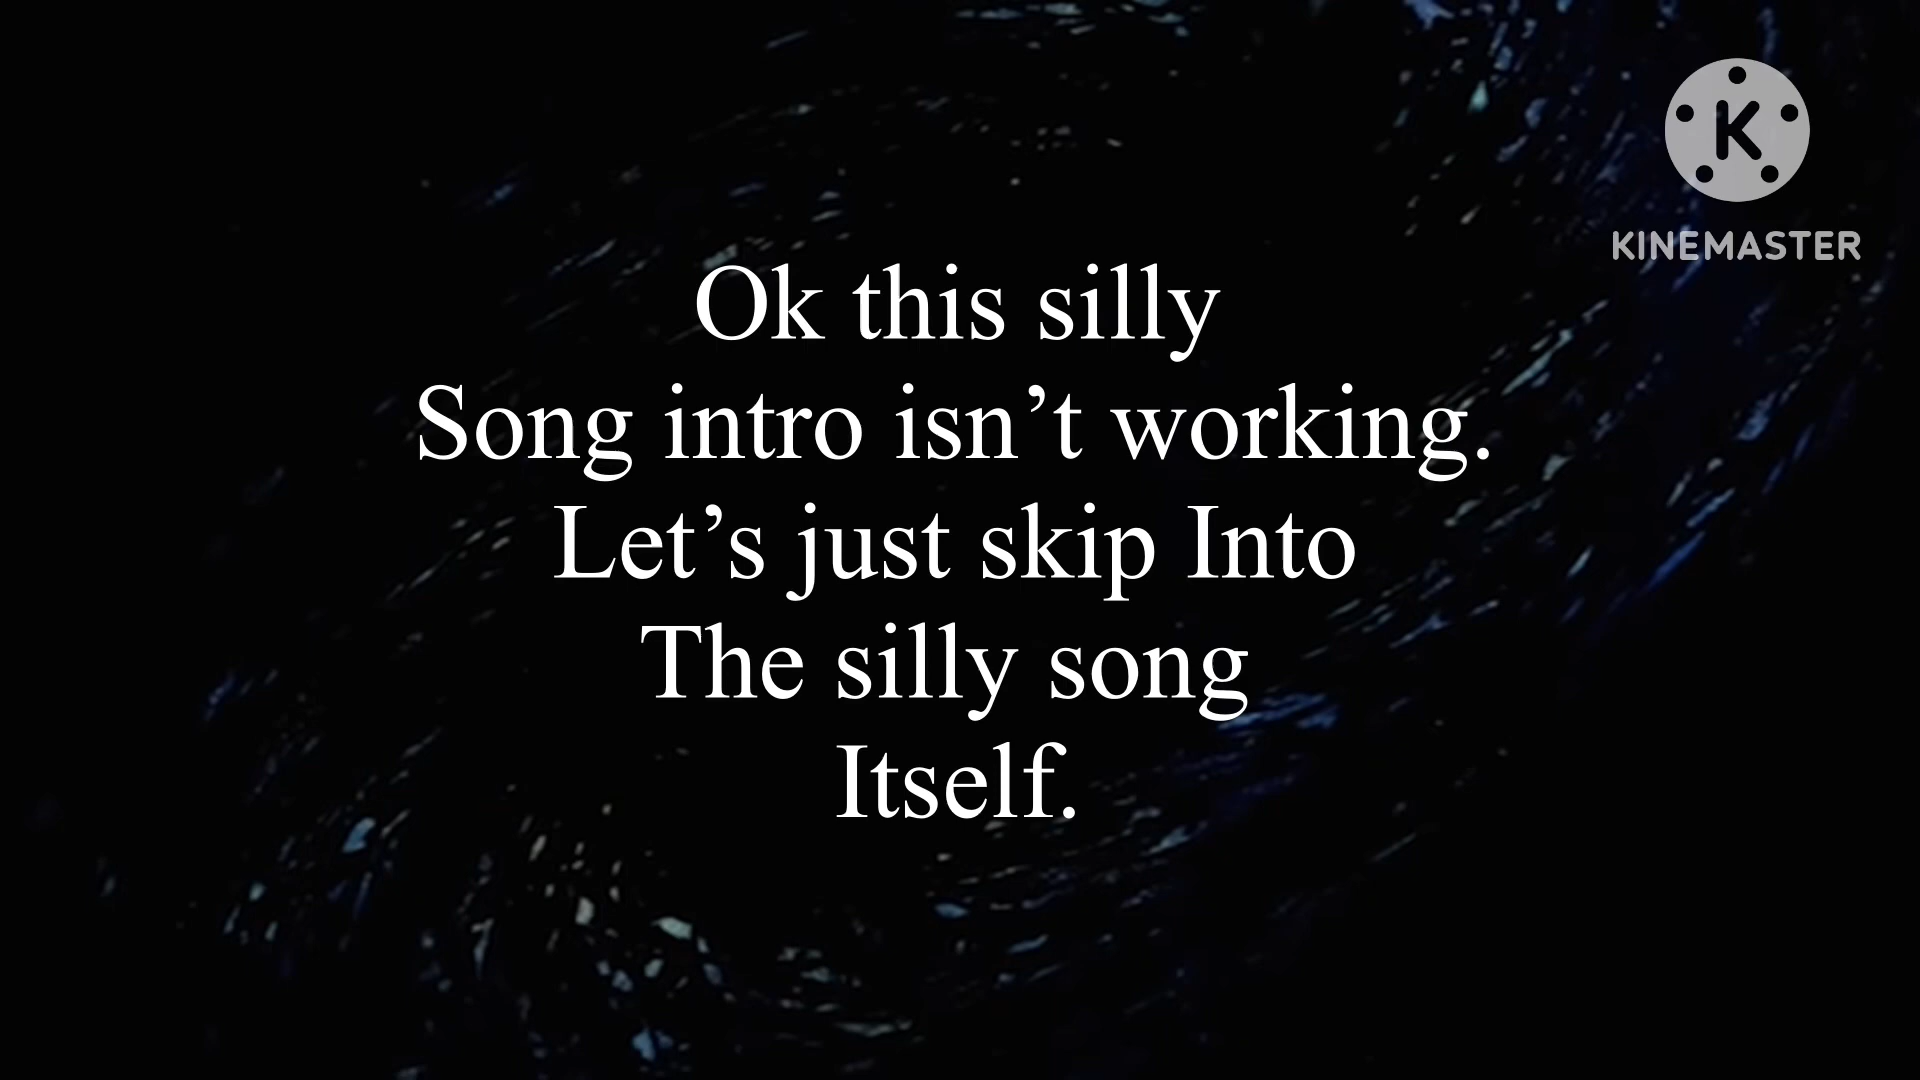 K
KINEMASTER
Ok this silly
Song intro isn’t working.
Let’s just skip Into
The silly song
Itself.